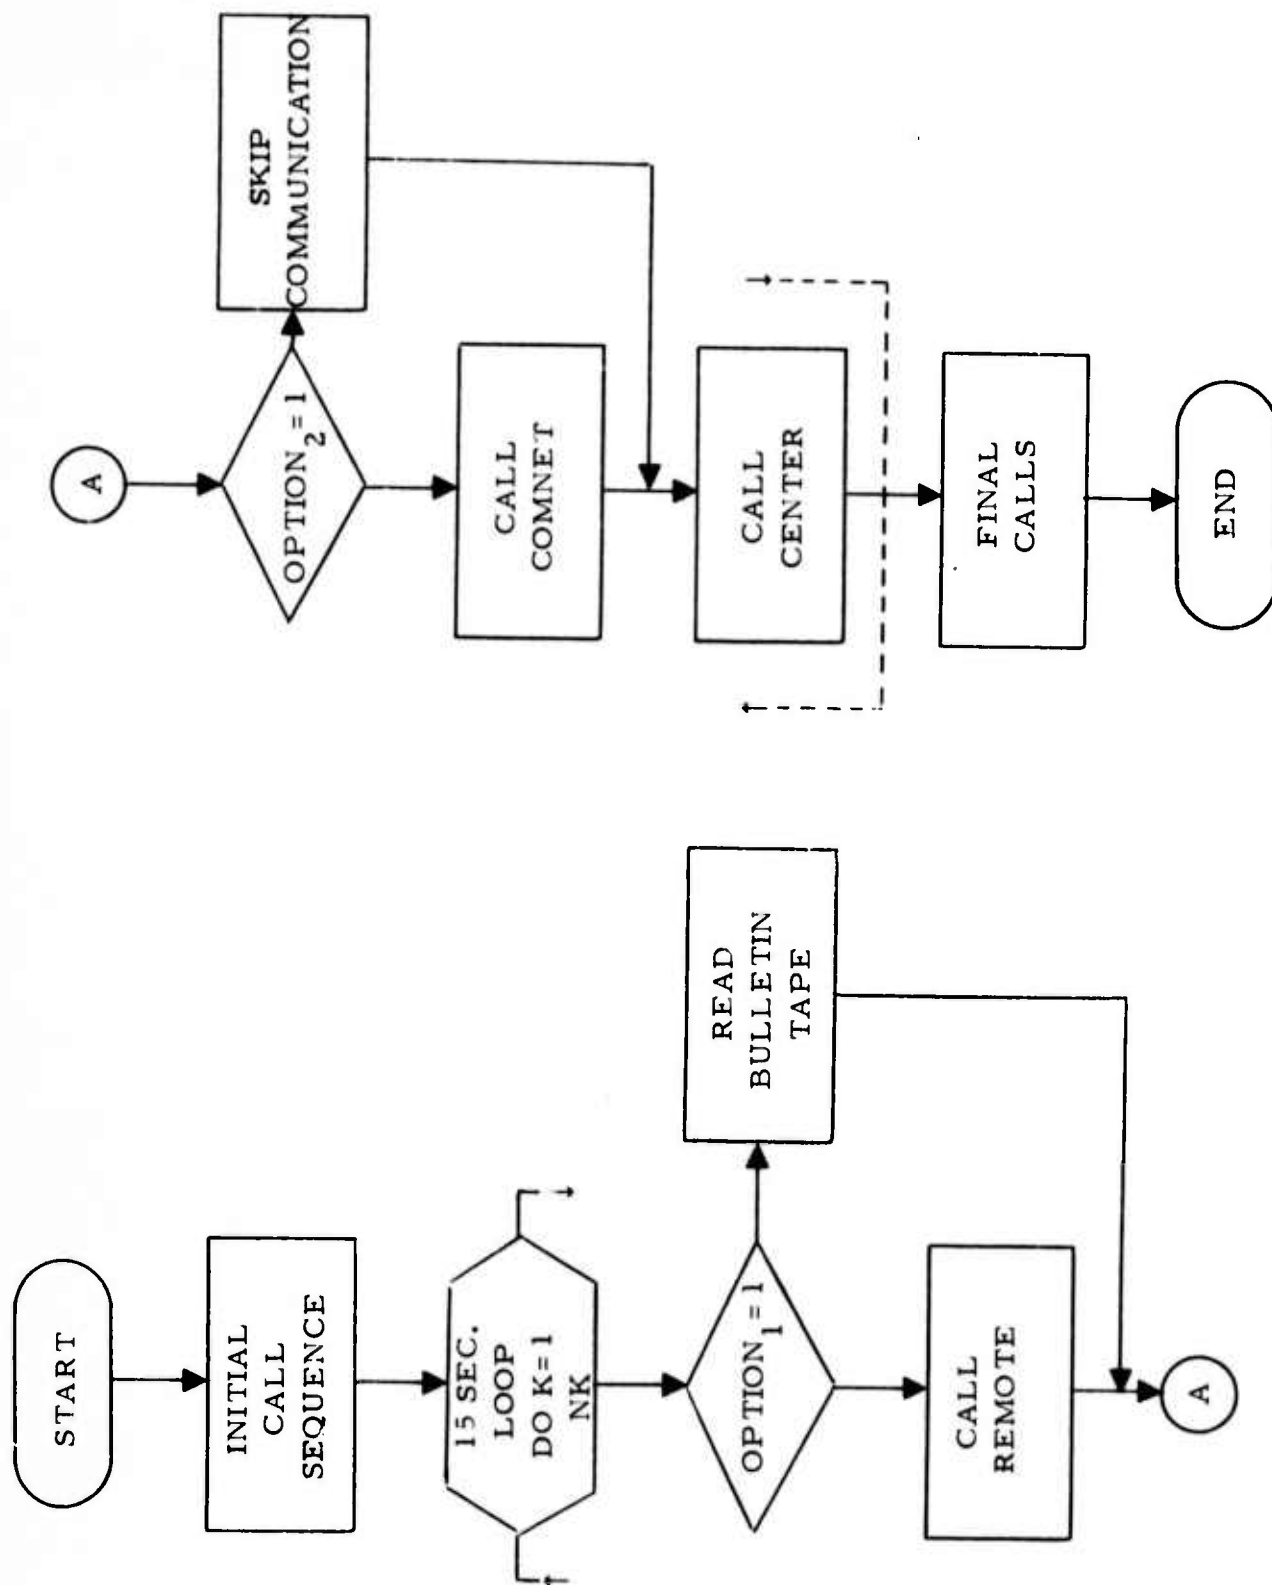 START
INITIAL
CALL
SEQUENCE
15 SEC.
LOOP
DO K=1
NK
OPTION1 = 1
READ
BULLETIN
TAPE
CALL
REMOTE
A
A
OPTION2 = 1
SKIP
COMMUNICATION
CALL
COMNET
CALL
CENTER
FINAL
CALLS
END